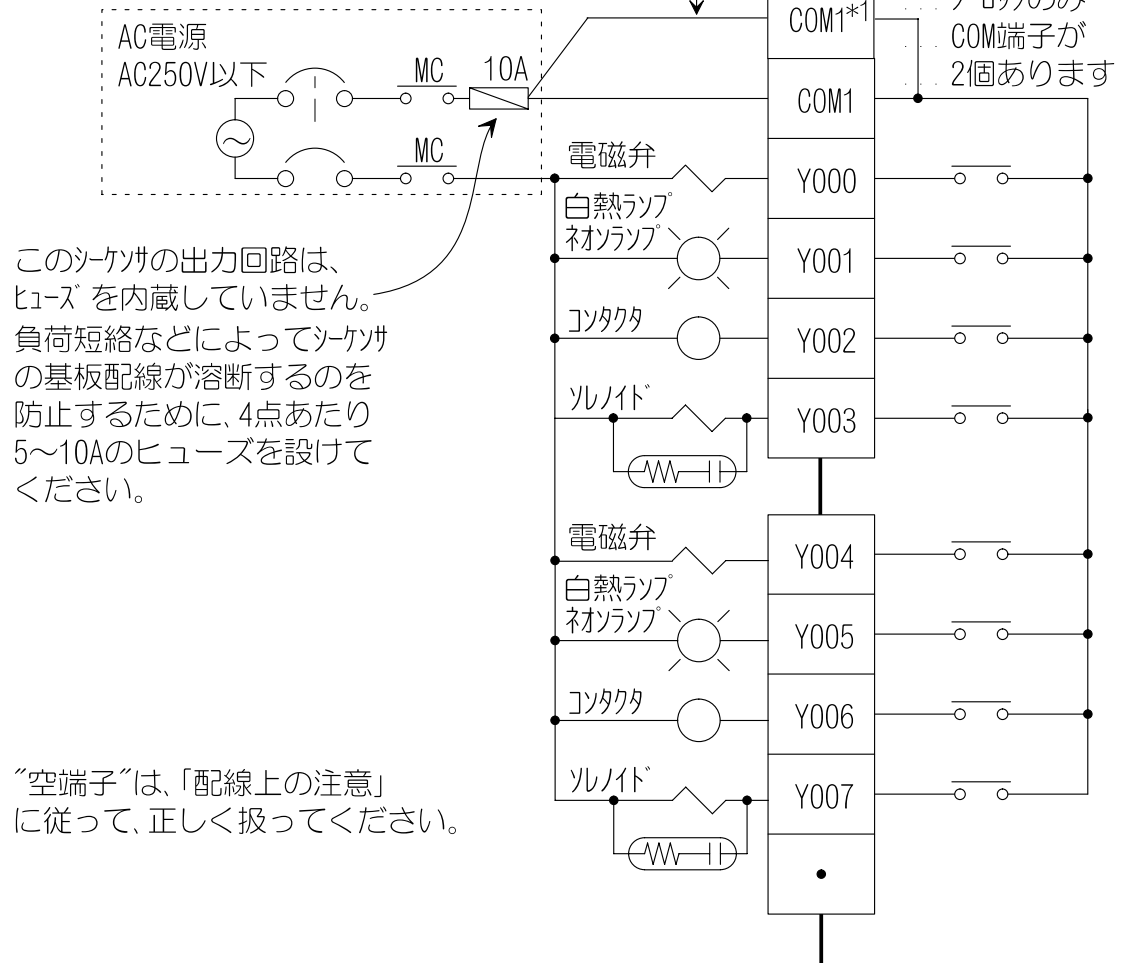 COM1*1
COM端子が
2個あります
AC電源
AC250V以下
MC
10A
COM1
MC
電磁弁
Y000
白熱ﾗﾝﾌﾟ
ﾈｵﾝﾗﾝﾌﾟ
Y001
このｼｰｹﾝｻの出力回路は、
ﾋｭｰｽﾞを内蔵していません。
負荷短絡などによってｼｰｹﾝｻ
の基板配線が溶断するのを
防止するために､4点あたり
5～10Aのヒューズを設けて
ください。
ｺﾝﾀｸﾀ
Y002
ｿﾚﾉｲﾄﾞ
Y003
電磁弁
Y004
白熱ﾗﾝﾌﾟ
ﾈｵﾝﾗﾝﾌﾟ
Y005
ｺﾝﾀｸﾀ
Y006
ｿﾚﾉｲﾄﾞ
Y007
"空端子"は､｢配線上の注意｣
に従って､正しく扱ってください。